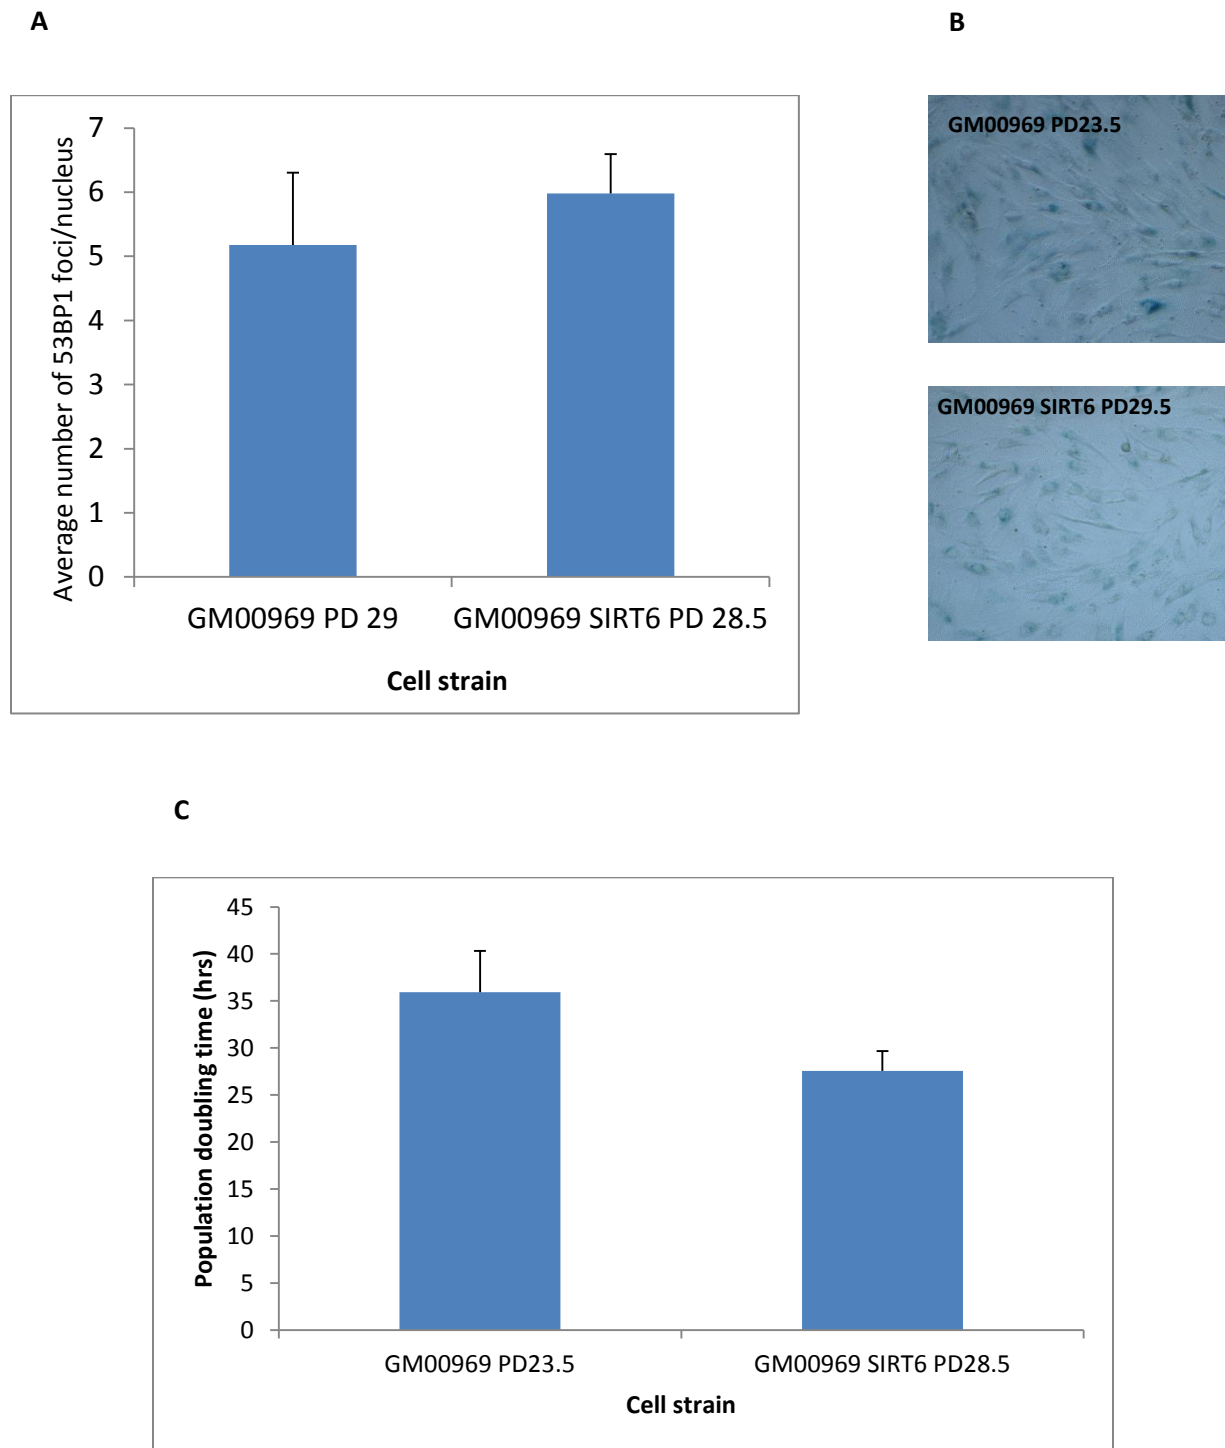 A
B
Average number of 53BP1 foci/nucleus
7
6
5
4
3
2
1
0
GM00969 PD 29
GM00969 SIRT6 PD 28.5
Cell strain
GM00969 PD23.5
GM00969 SIRT6 PD29.5
C
Population doubling time (hrs)
45
40
35
30
25
20
15
10
5
0
GM00969 PD23.5
GM00969 SIRT6 PD28.5
Cell strain